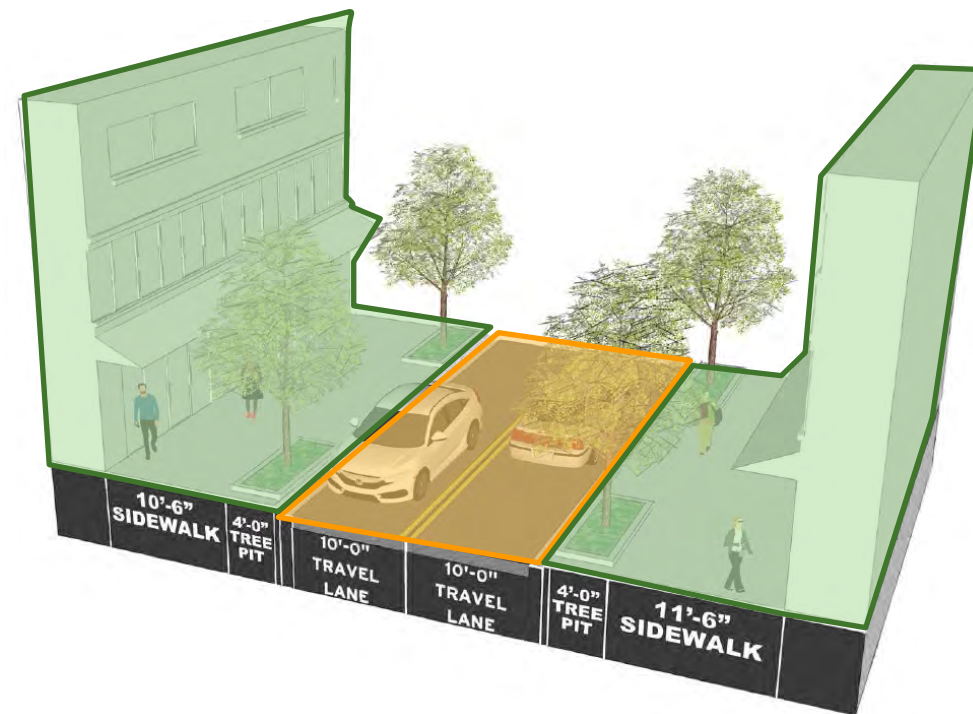 10’-6”
SIDEWALK
4’-0”
TREE
PIT
10'-0"
TRAVEL
LANE
10'-0"
TRAVEL
LANE
4’-0”
TREE
PIT
11’-6”
SIDEWALK